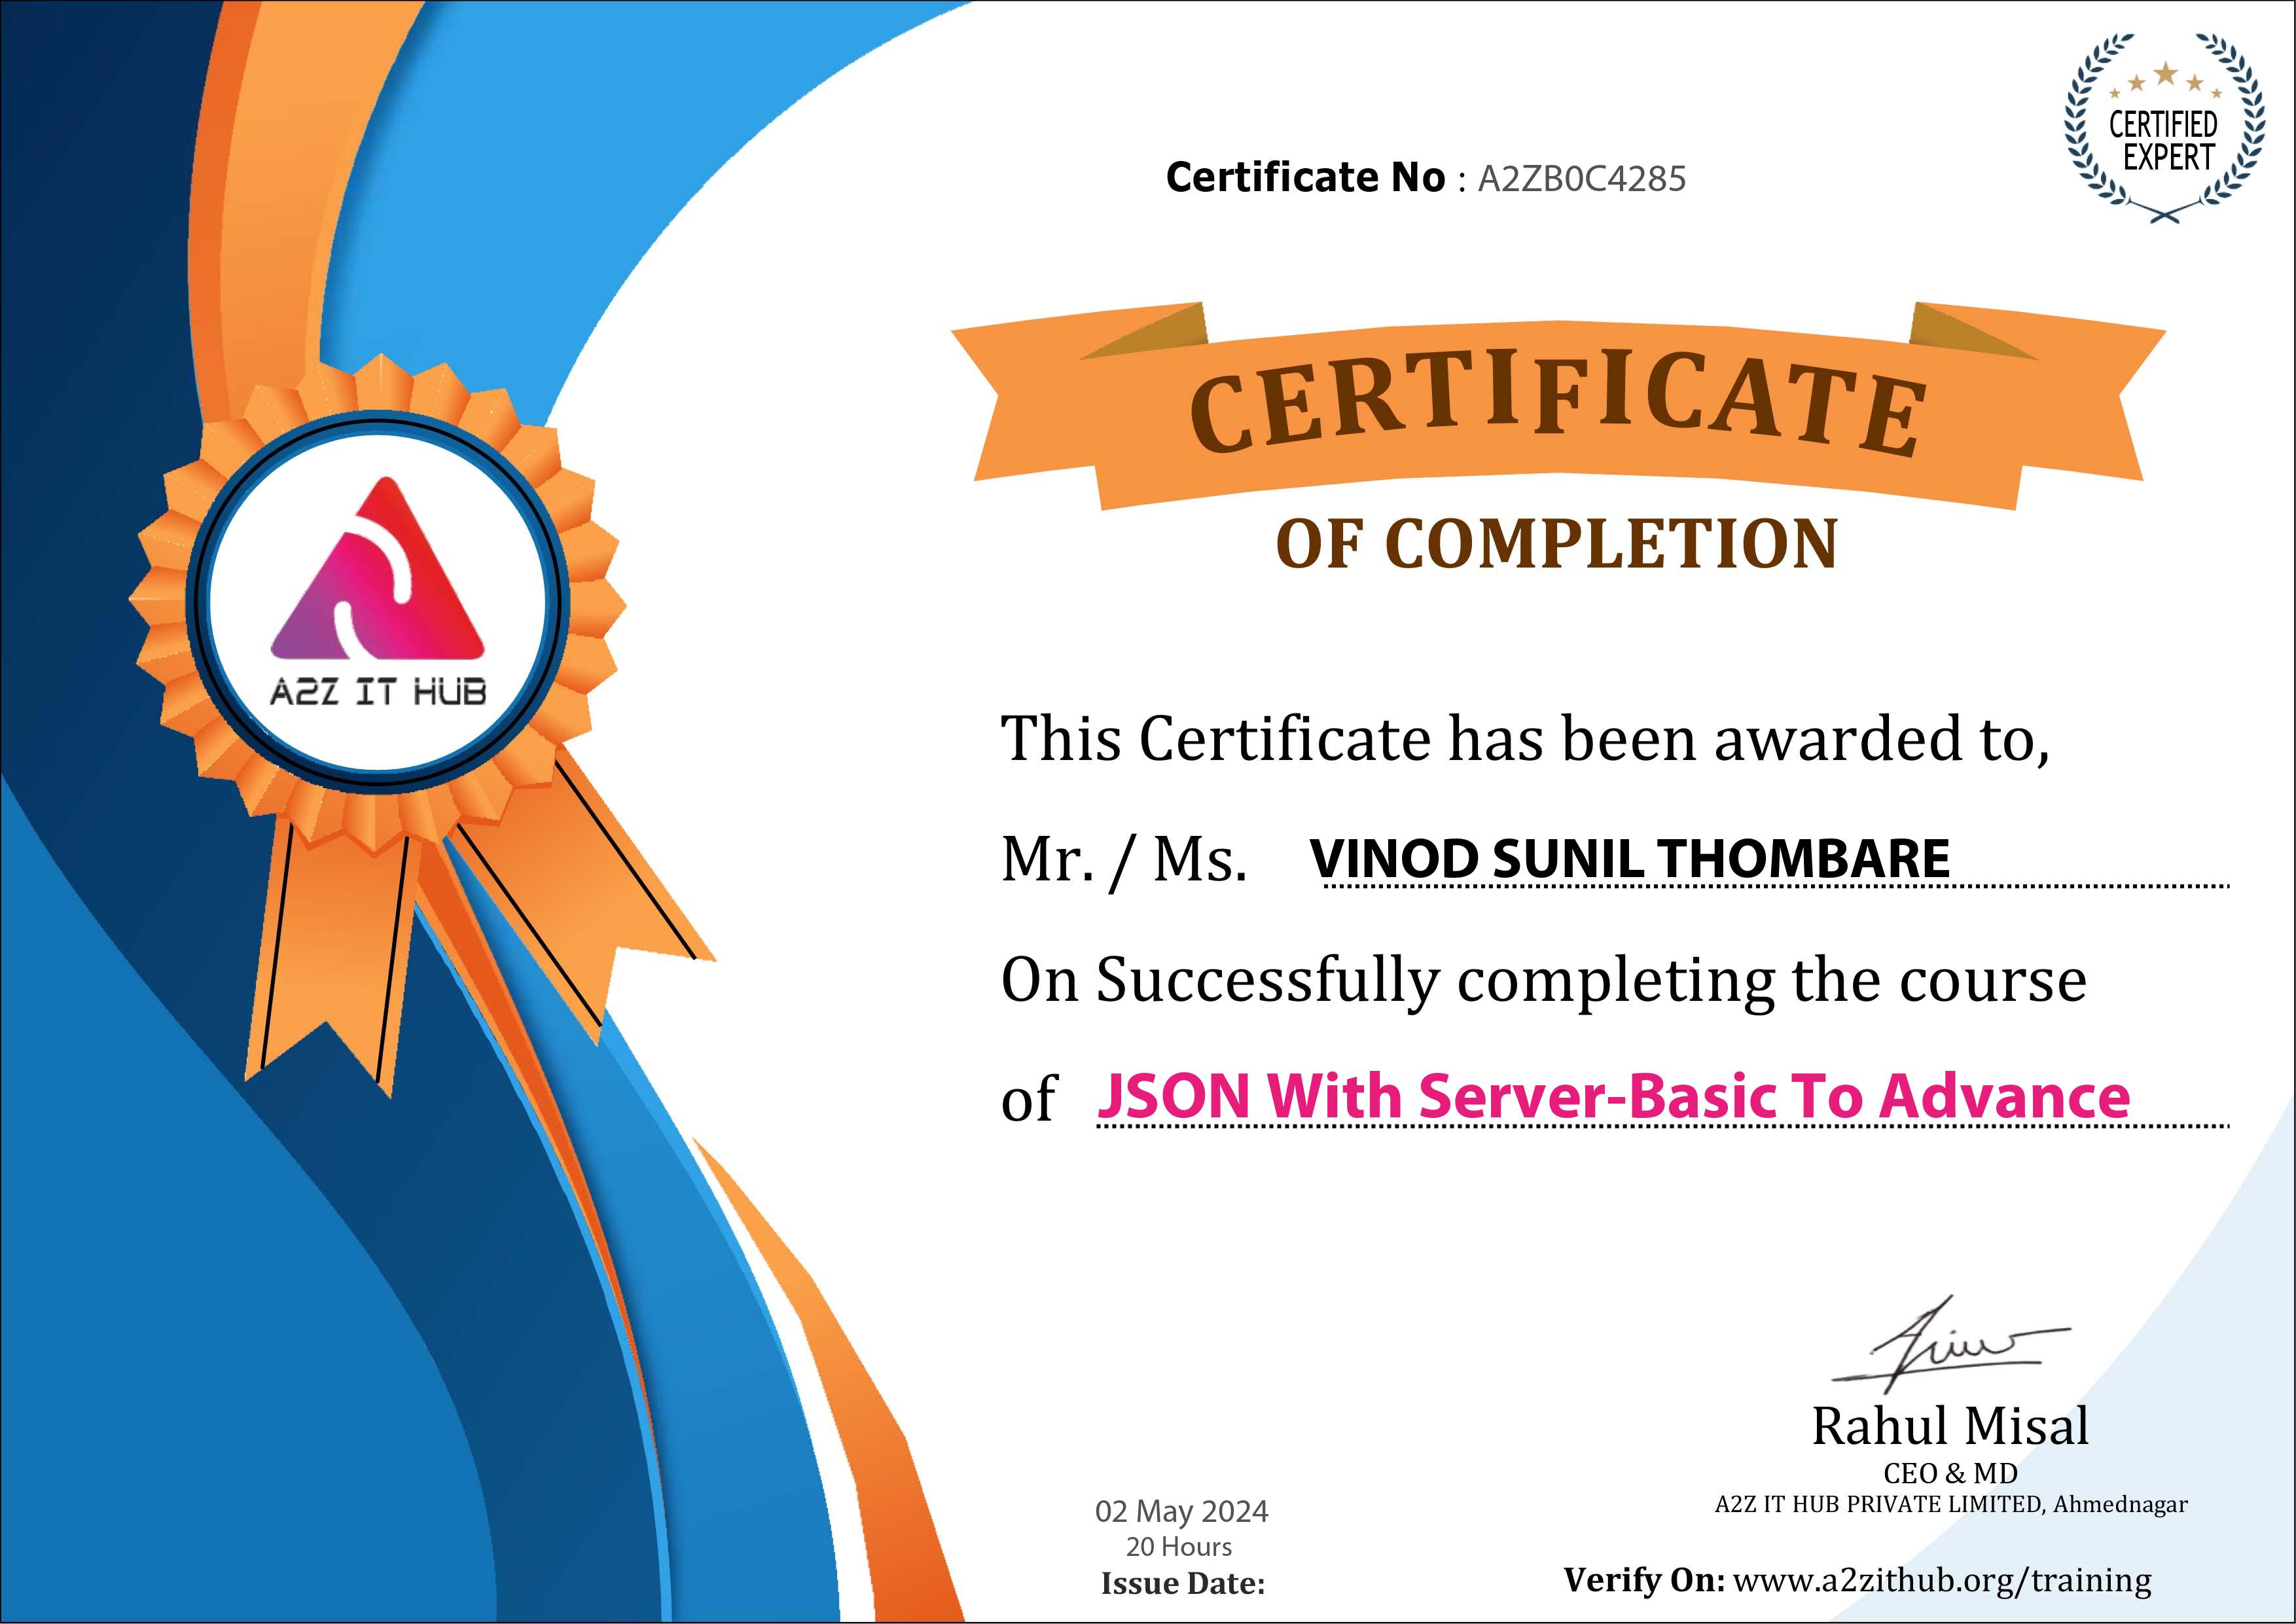 CERTIFIED
EXPERT
Certificate No : A2ZB0C4285
CERTIFICATE
OF COMPLETION
A2Z IT HUB
This Certificate has been awarded to,
Mr. / Ms. VINOD SUNIL THOMBARE
On Successfully completing the course
of JSON With Server-Basic To Advance
Rahul Misal
CEO & MD
A2Z IT HUB PRIVATE LIMITED, Ahmednagar
02 May 2024
20 Hours
Issue Date:
Verify On: www.a2zithub.org/training